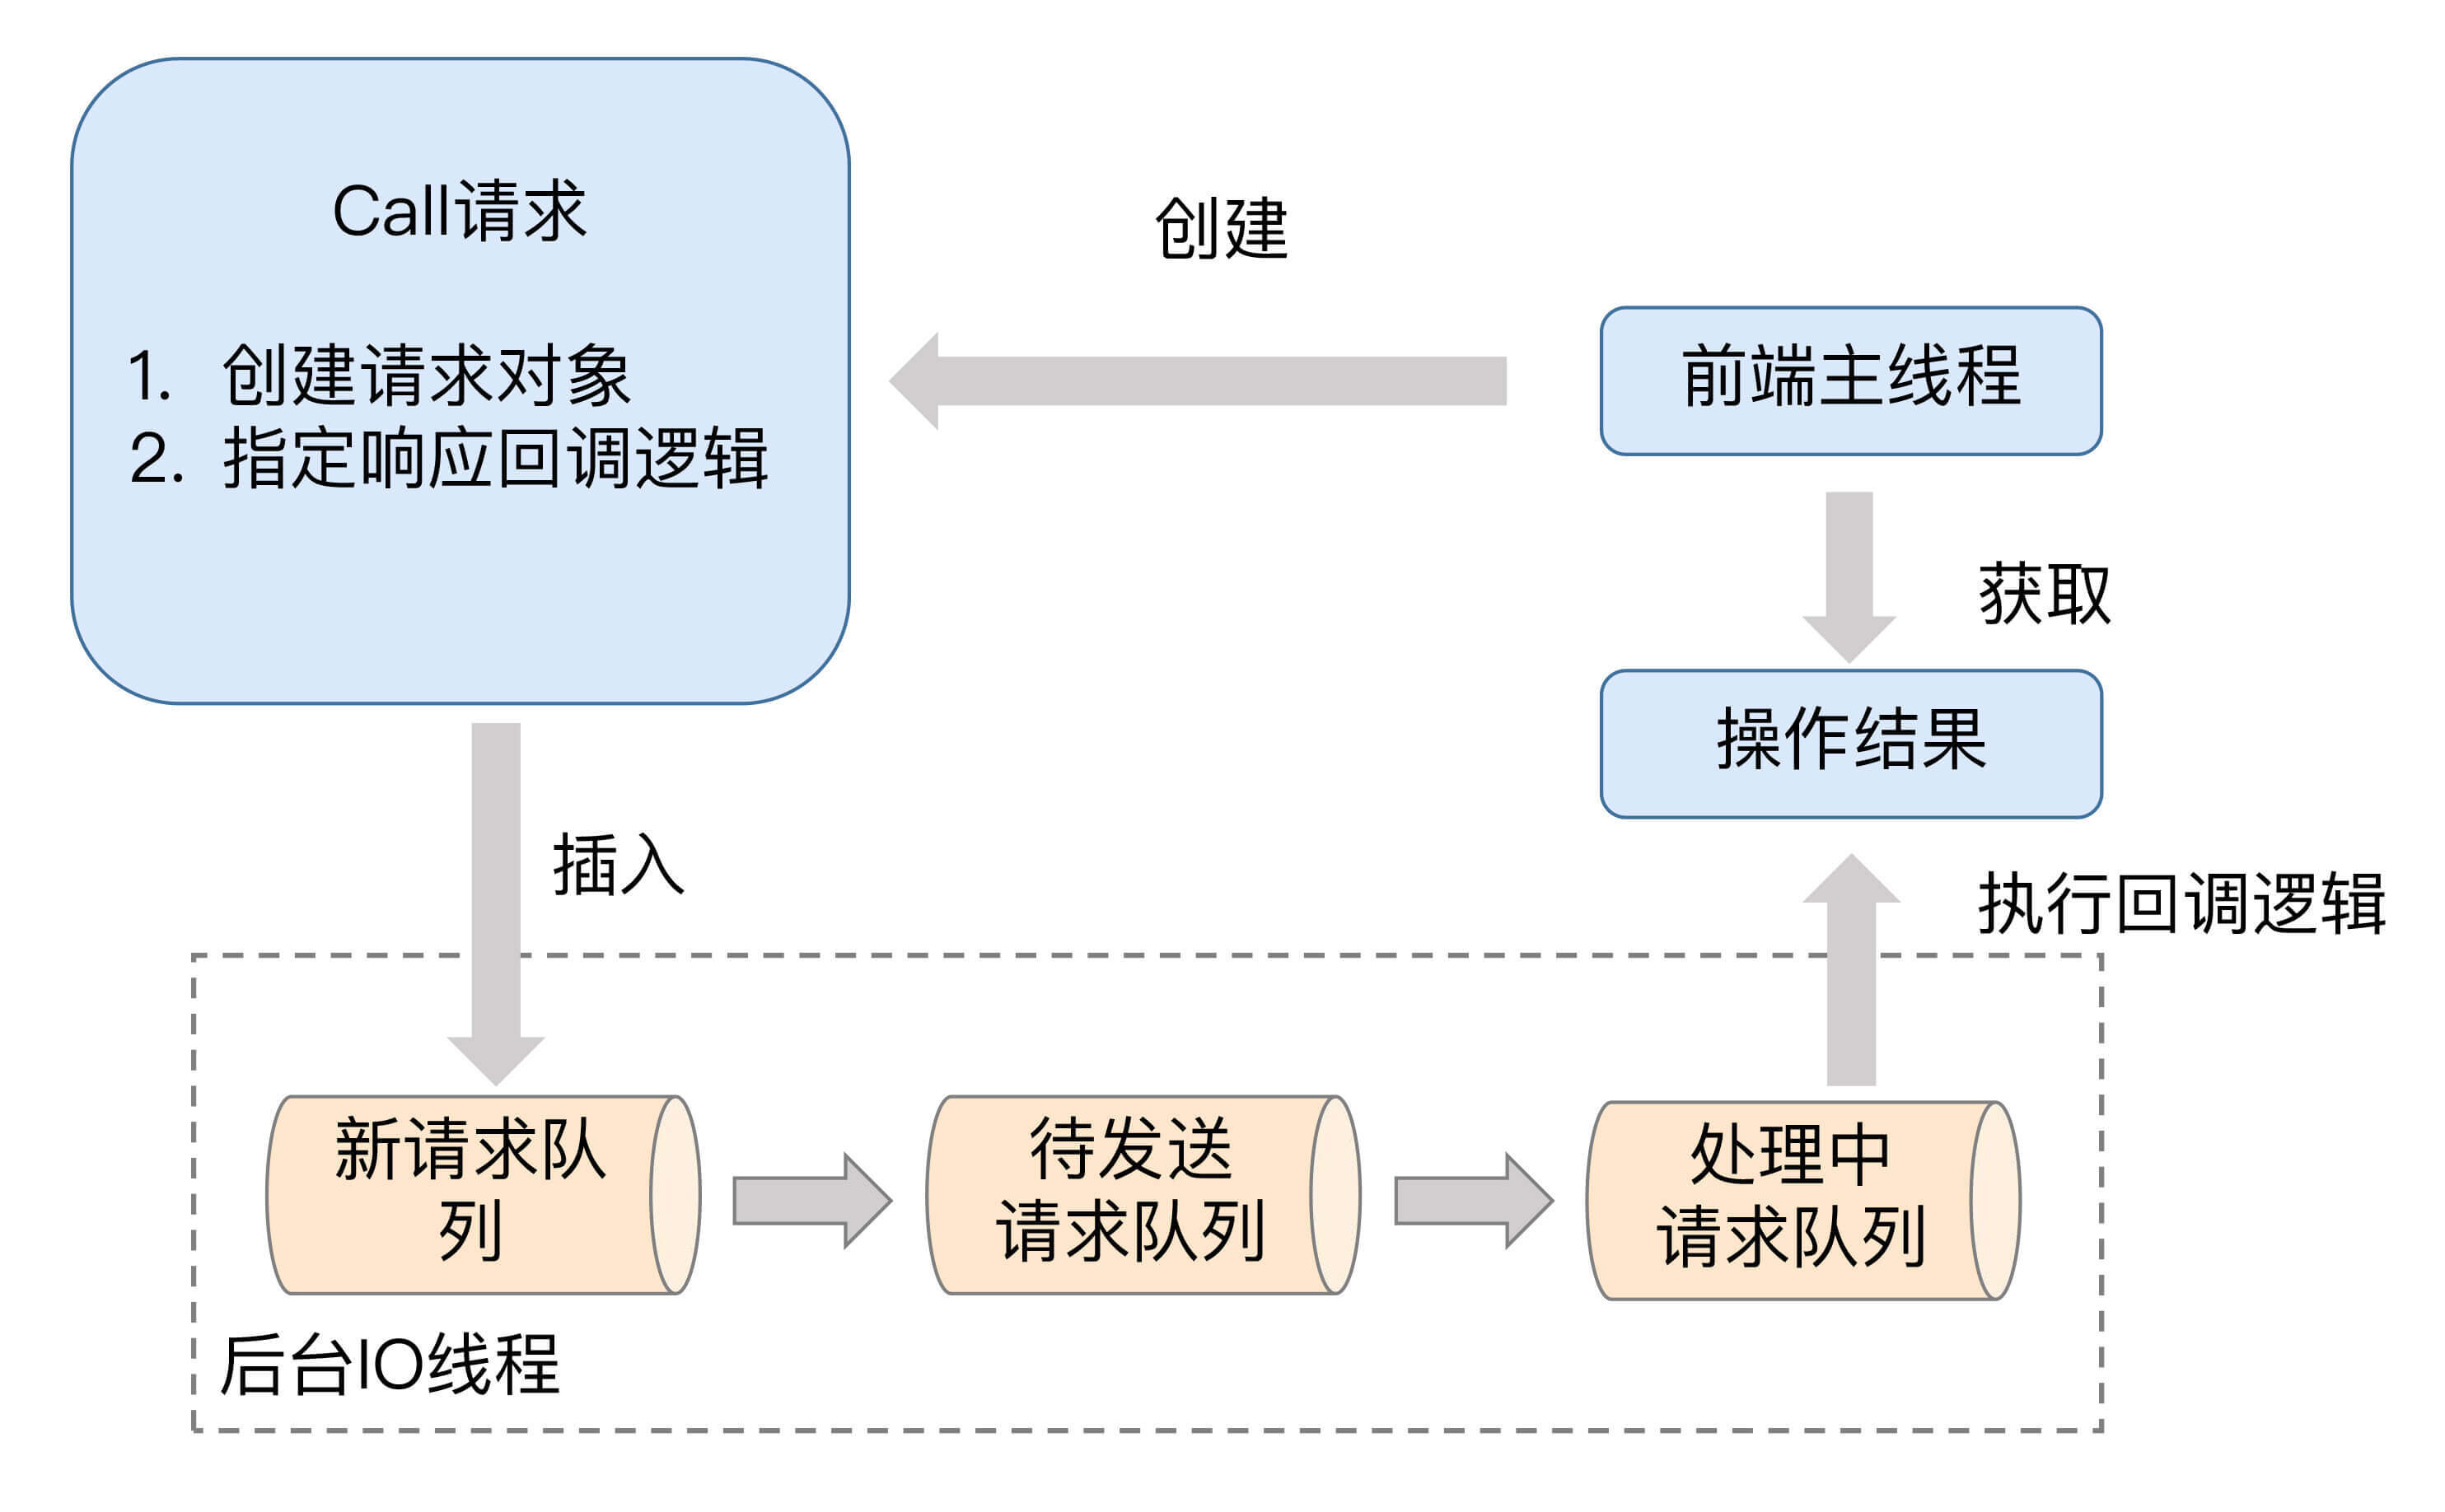 Call请求
1. 创建请求对象
2. 指定响应回调逻辑
创建
前端主线程
获取
操作结果
插入
执行回调逻辑
新请求队
列
待发送
请求队列
处理中
请求队列
后台IO线程